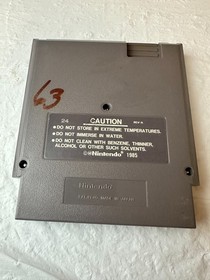 63
24
CAUTION
REV-A
● DO NOT STORE IN EXTREME TEMPERATURES.
● DO NOT IMMERSE IN WATER.
● DO NOT CLEAN WITH BENZENE, THINNER,
ALCOHOL OR OTHER SUCH SOLVENTS.
©®Nintendo® 1985
Nintendo